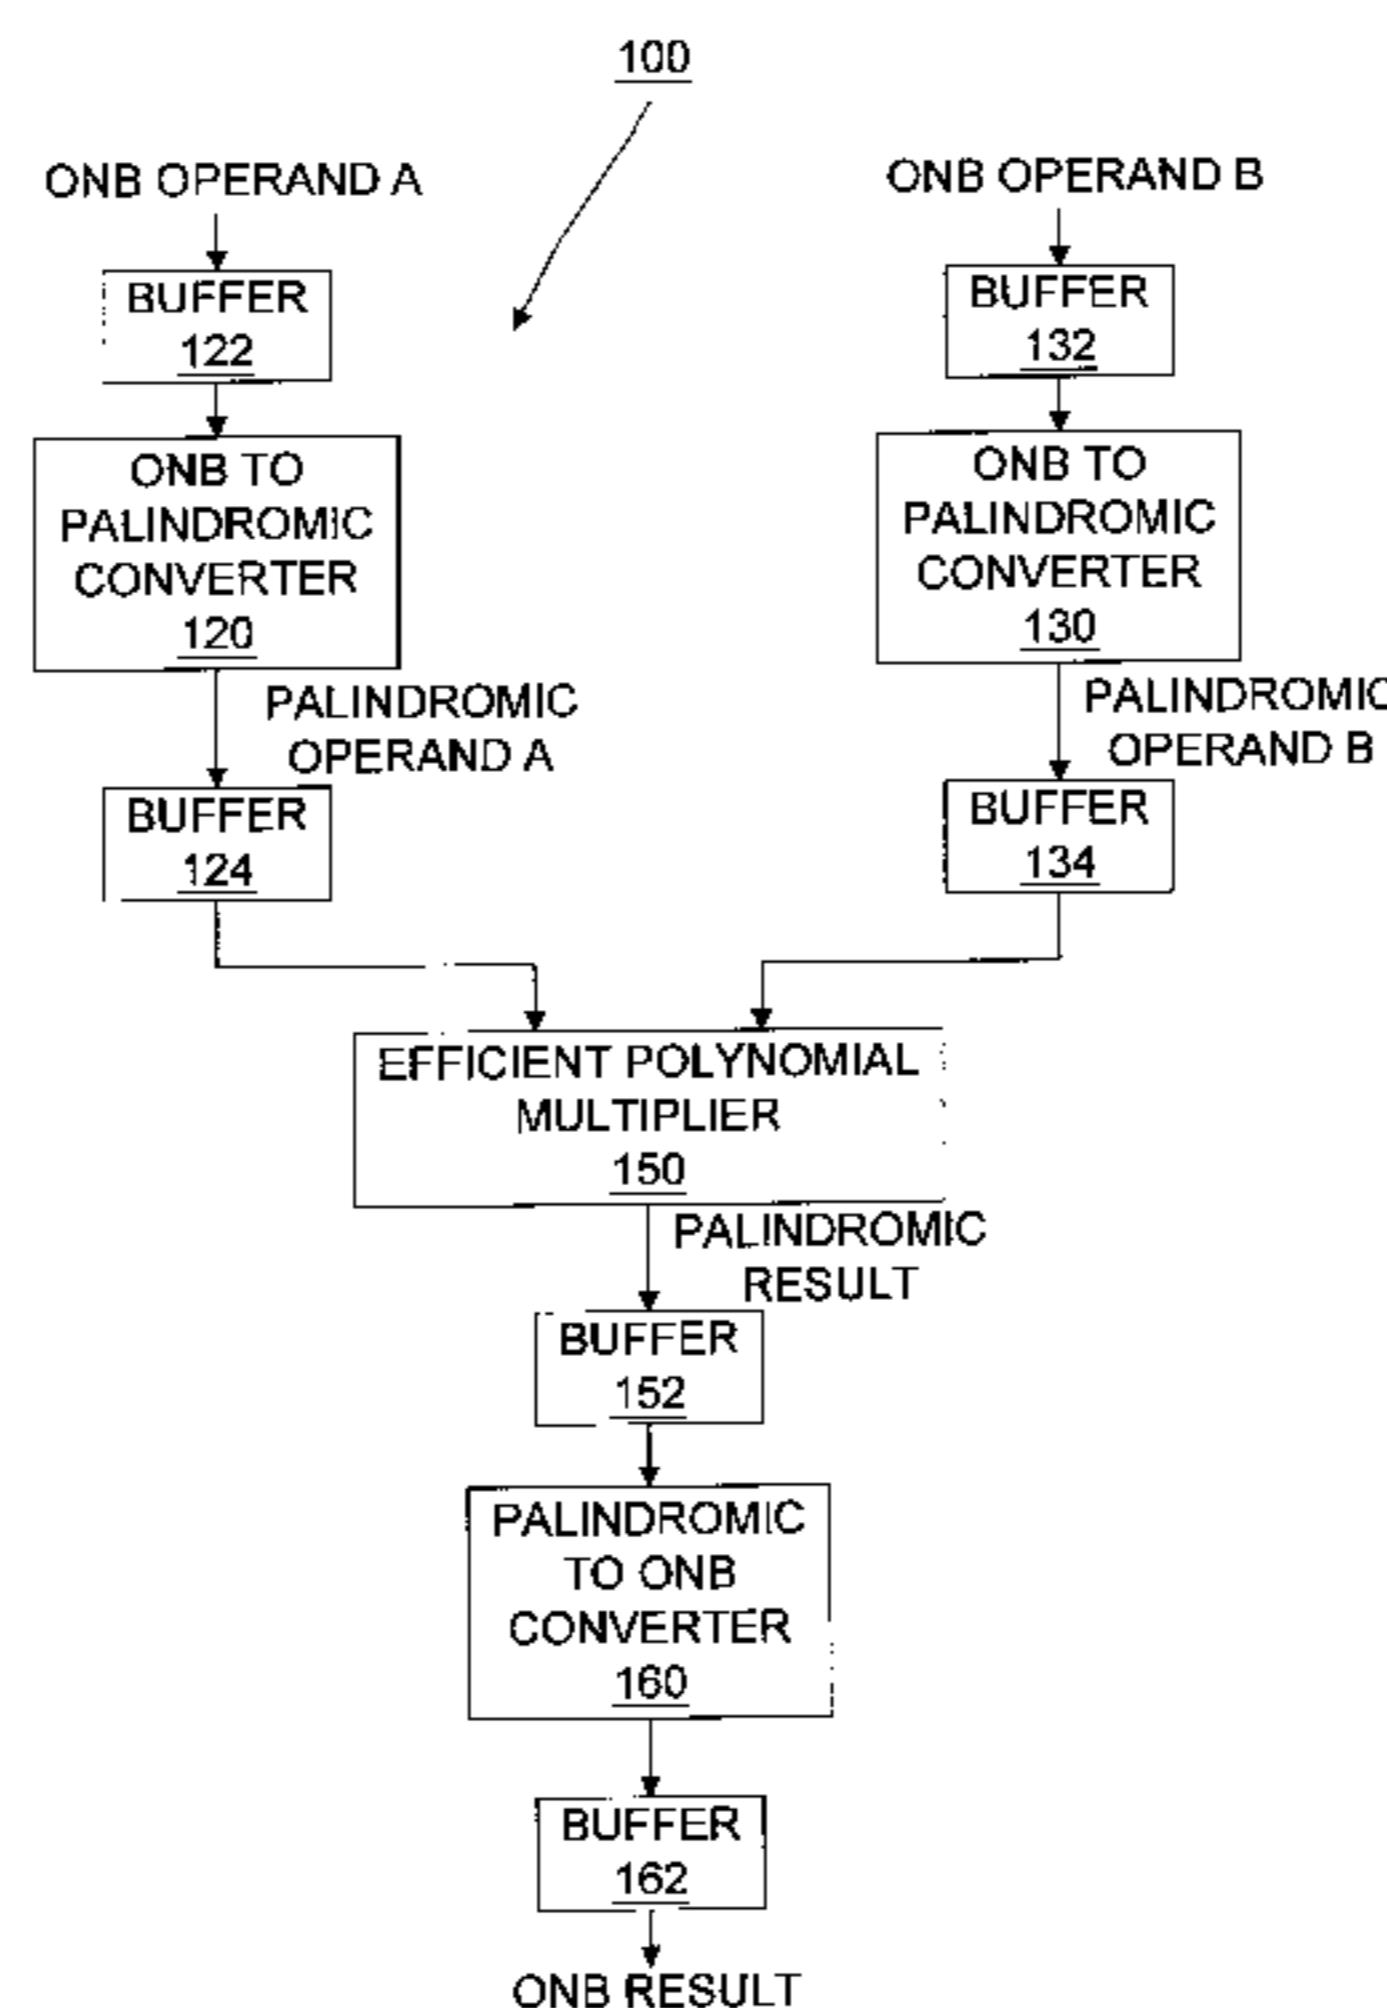 100
ONB OPERAND A
BUFFER
122
ONB TO
PALINDROMIC
CONVERTER
120
PALINDROMIC
OPERAND A
BUFFER
124
ONB OPERAND B
BUFFER
132
ONB TO
PALINDROMIC
CONVERTER
130
PALINDROMIC
OPERAND B
BUFFER
134
EFFICIENT POLYNOMIAL
MULTIPLIER
150
PALINDROMIC
RESULT
BUFFER
152
PALINDROMIC
TO ONB
CONVERTER
160
BUFFER
162
ONB RESULT